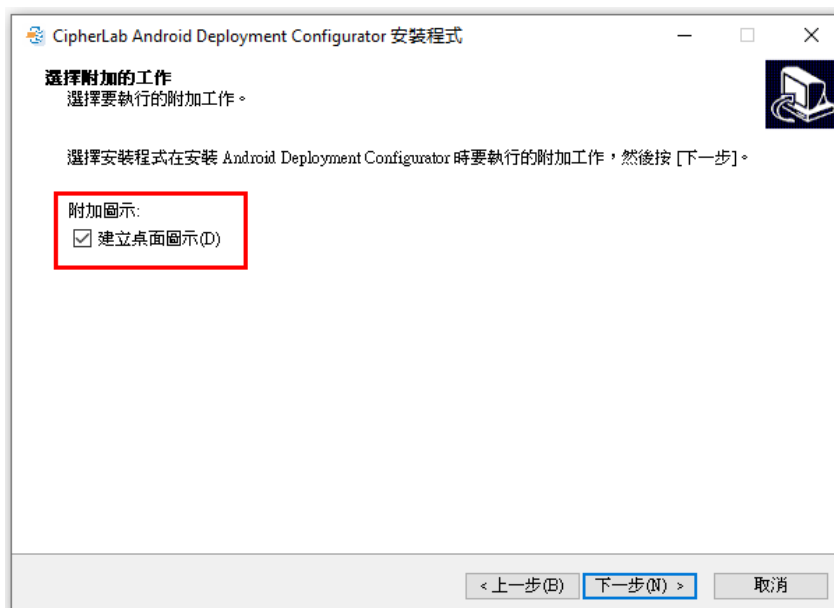 CipherLab Android Deployment Configurator 安裝程式
選擇附加的工作
選擇要執行的附加工作。
選擇安裝程式在安裝 Android Deployment Configurator 時要執行的附加工作，然後按 [下一步]。
附加圖示:
建立桌面圖示(D)
< 上一步(B) 下一步(N) > 取消